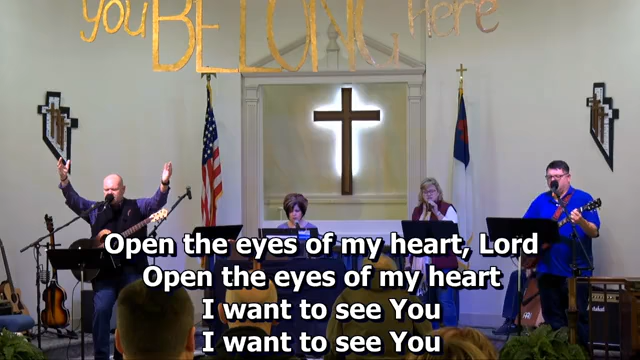 you BELONG here
Open the eyes of my heart, Lord
Open the eyes of my heart
I want to see You
I want to see You